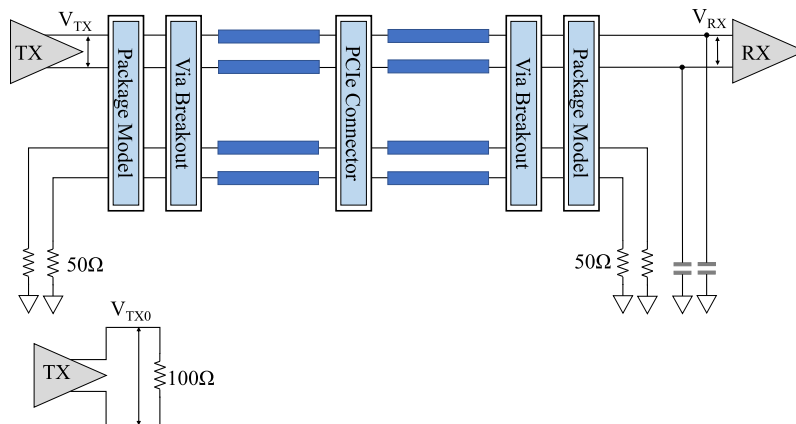 V_TX
TX
Package Model
Via Breakout
PCIe Connector
Via Breakout
Package Model
V_RX
RX
50Ω
50Ω
V_TX0
TX
100Ω